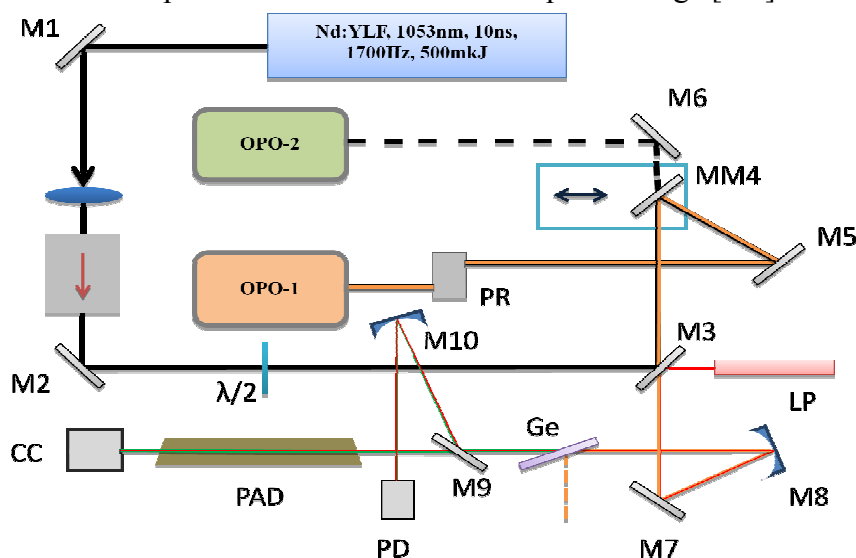 M1
Nd:YLF, 1053nm, 10ns,
1700Hz, 500mkJ
M6
OPO-2
MM4
M5
OPO-1
PR
M10
M3
M2
λ/2
LP
Ge
CC
M9
M8
PAD
PD
M7